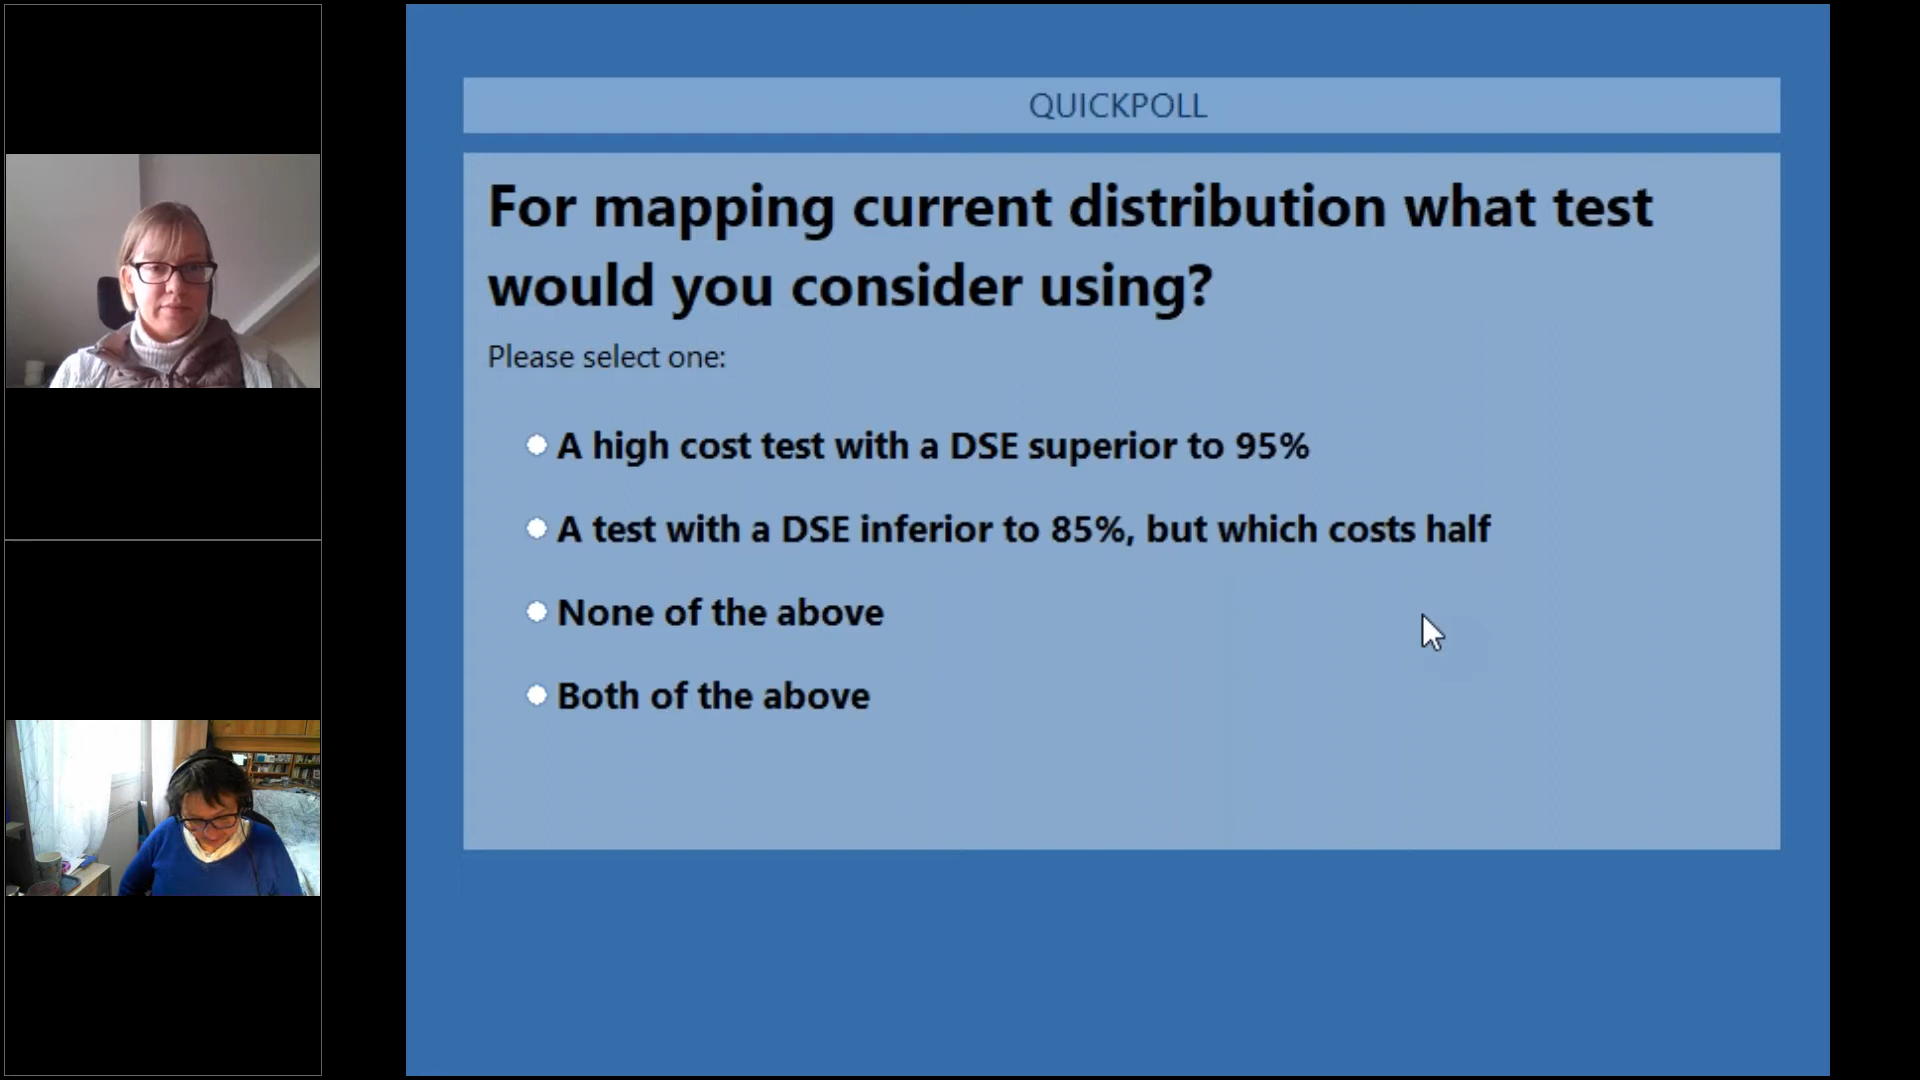 QUICKPOLL
For mapping current distribution what test
would you consider using?
Please select one:
A high cost test with a DSE superior to 95%
A test with a DSE inferior to 85%, but which costs half
None of the above
Both of the above